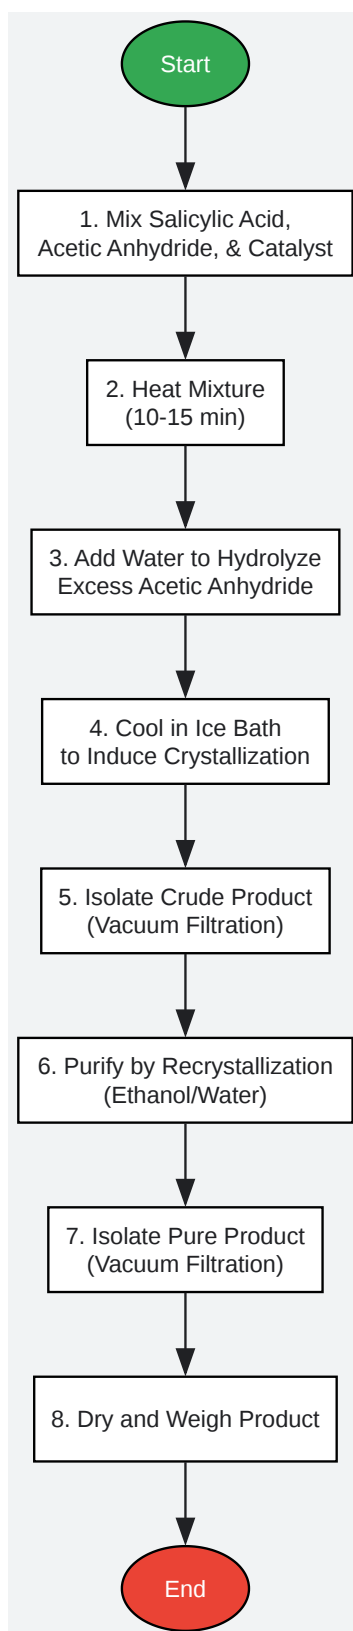 Start
1. Mix Salicylic Acid,
Acetic Anhydride, & Catalyst
2. Heat Mixture
(10-15 min)
3. Add Water to Hydrolyze
Excess Acetic Anhydride
4. Cool in Ice Bath
to Induce Crystallization
5. Isolate Crude Product
(Vacuum Filtration)
6. Purify by Recrystallization
(Ethanol/Water)
7. Isolate Pure Product
(Vacuum Filtration)
8. Dry and Weigh Product
End